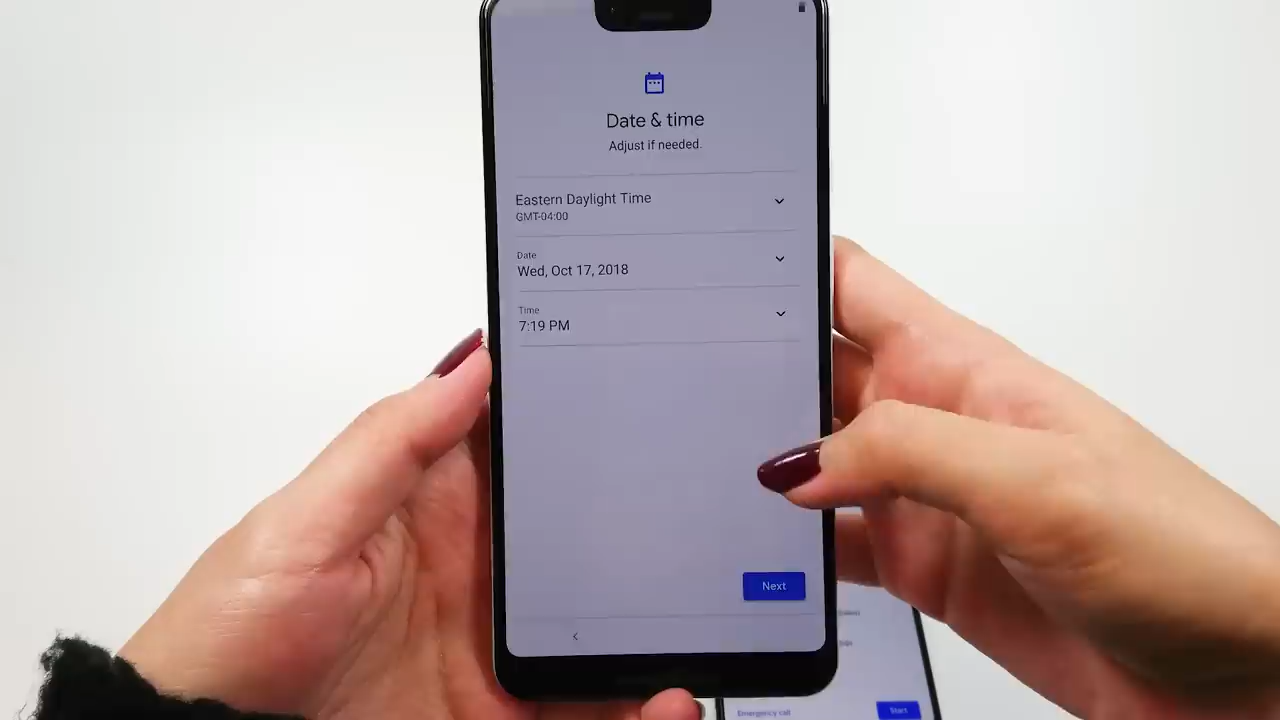 Date & time
Adjust if needed.
Eastern Daylight Time
GMT-04:00
Date
Wed, Oct 17, 2018
Time
7:19 PM
Next
Emergency call
Start